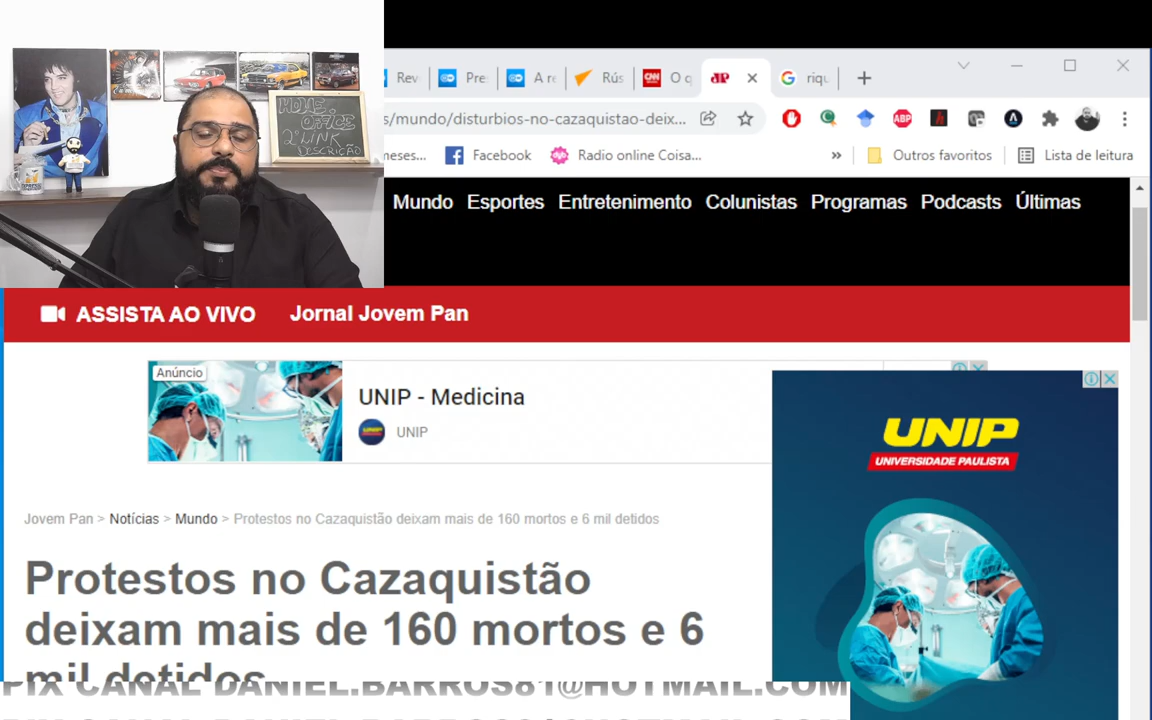 HOME
OFFICE
2º LINK
DESCRIÇÃO
Rev
Pre
A re
Rús
CNN
O q
JP
riqu
s/mundo/disturbios-no-cazaquistao-deix...
ABP
neses...
Facebook
Radio online Coisa...
»
Outros favoritos
Lista de leitura
Mundo Esportes Entretenimento Colunistas Programas Podcasts Últimas
ASSISTA AO VIVO Jornal Jovem Pan
Anúncio
UNIP - Medicina
UNIP
UNIP
UNIVERSIDADE PAULISTA
Jovem Pan > Notícias > Mundo > Protestos no Cazaquistão deixam mais de 160 mortos e 6 mil detidos
Protestos no Cazaquistão
deixam mais de 160 mortos e 6
mil detidos
PIX CANAL DANIEL.BARROS81@HOTMAIL.COM